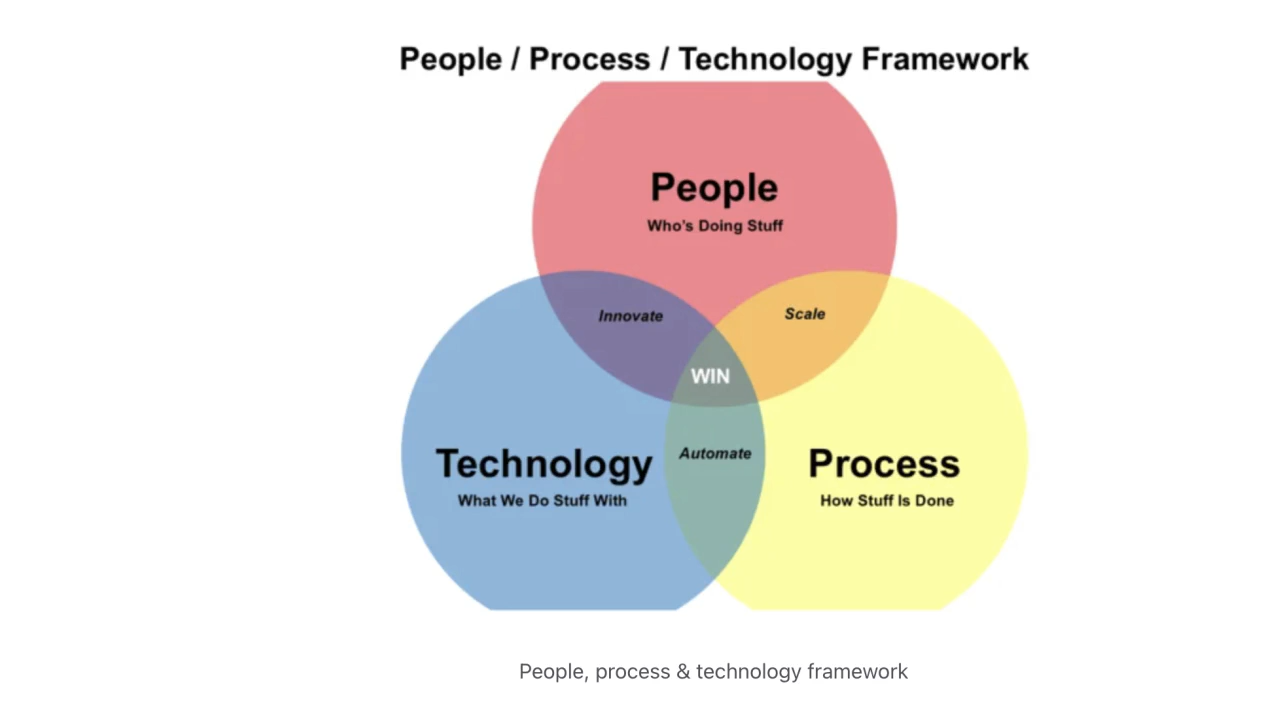 People / Process / Technology Framework
People
Who's Doing Stuff
Innovate
Scale
WIN
Automate
Technology
What We Do Stuff With
Process
How Stuff Is Done
People, process & technology framework